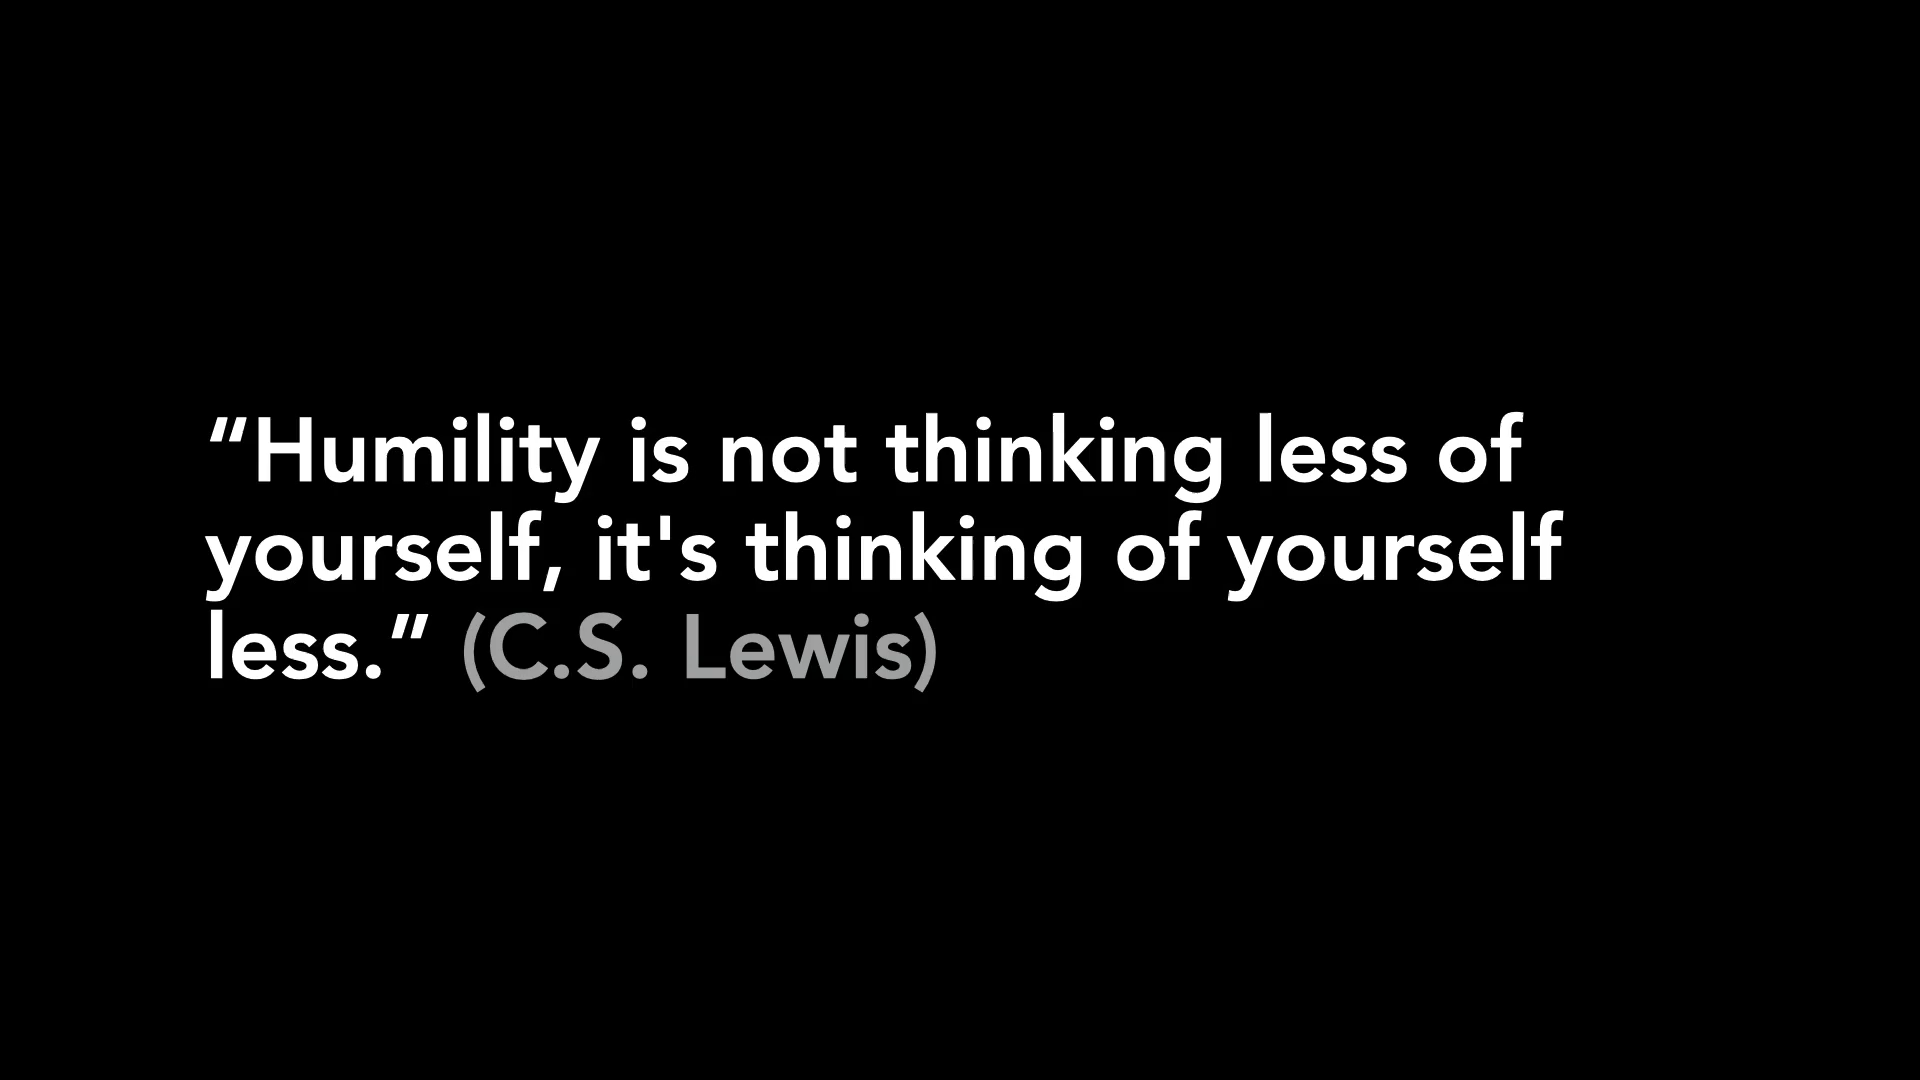 “Humility is not thinking less of
yourself, it's thinking of yourself
less.” (C.S. Lewis)